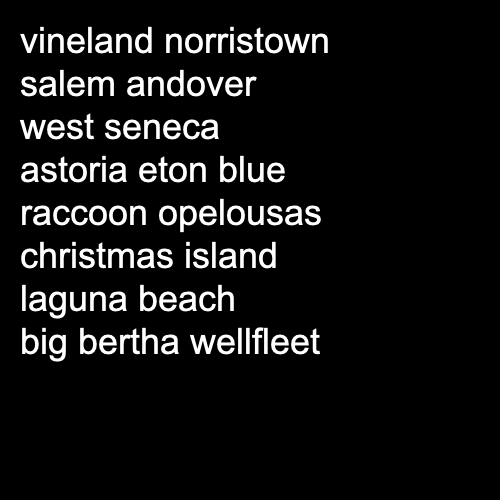 vineland norristown
salem andover
west seneca
astoria eton blue
raccoon opelousas
christmas island
laguna beach
big bertha wellfleet